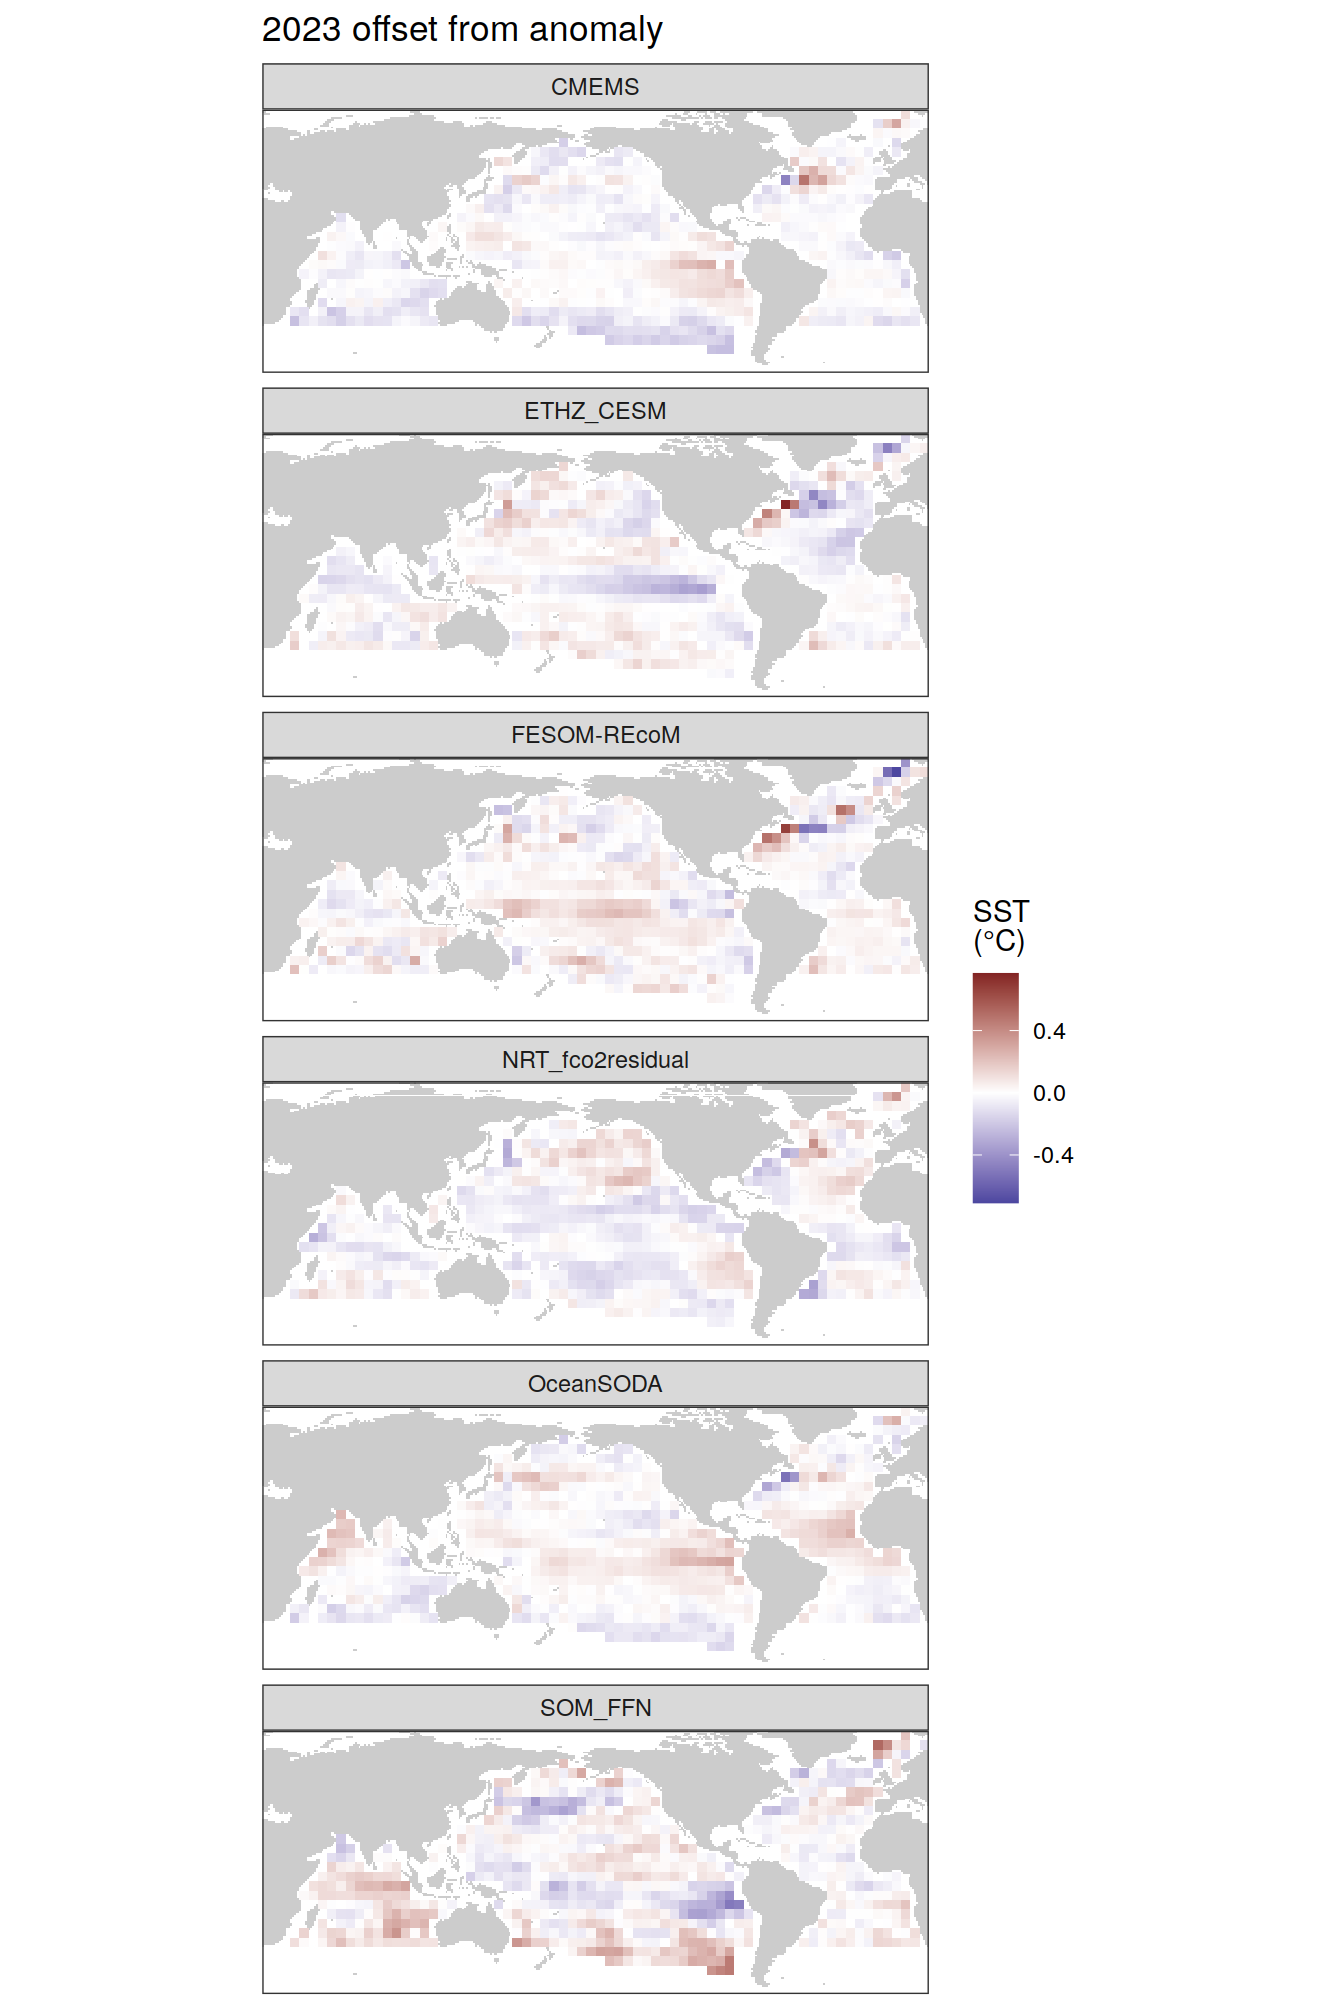 2023 offset from anomaly
CMEMS
ETHZ_CESM
FESOM-REcoM
SST
(°C)
0.4
0.0
-0.4
NRT_fco2residual
OceanSODA
SOM_FFN